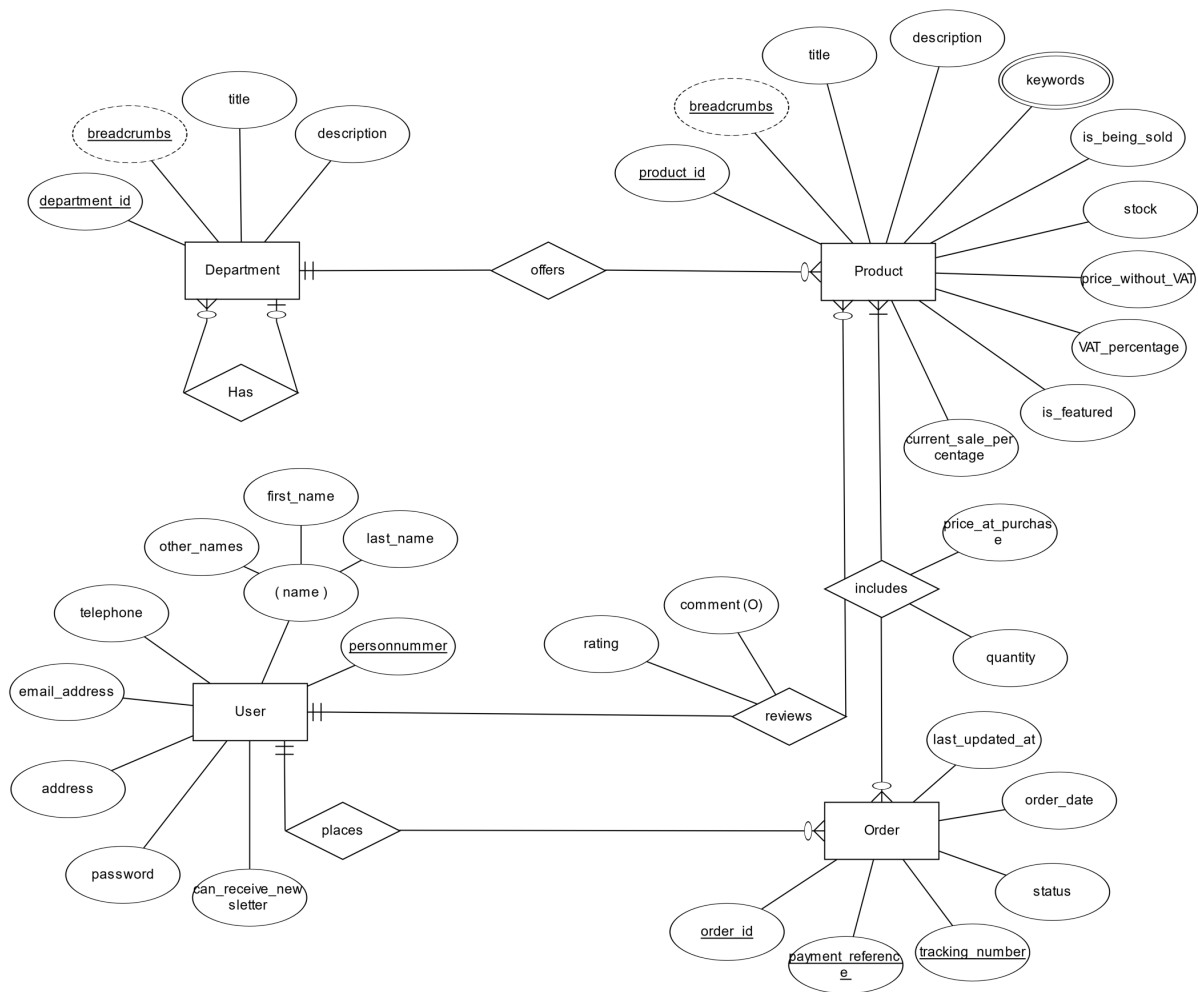 description
title
keywords
title
breadcrumbs
breadcrumbs
description
is_being_sold
product_id
department_id
stock
Department
offers
Product
price_without_VAT
VAT_percentage
Has
is_featured
current_sale_per
centage
first_name
last_name
other_names
price_at_purchas
e
( name )
includes
telephone
comment (O)
personnummer
rating
quantity
email_address
User
reviews
last_updated_at
address
order_date
places
Order
password
can_receive_new
sletter
status
order_id
payment_referenc
e
tracking_number